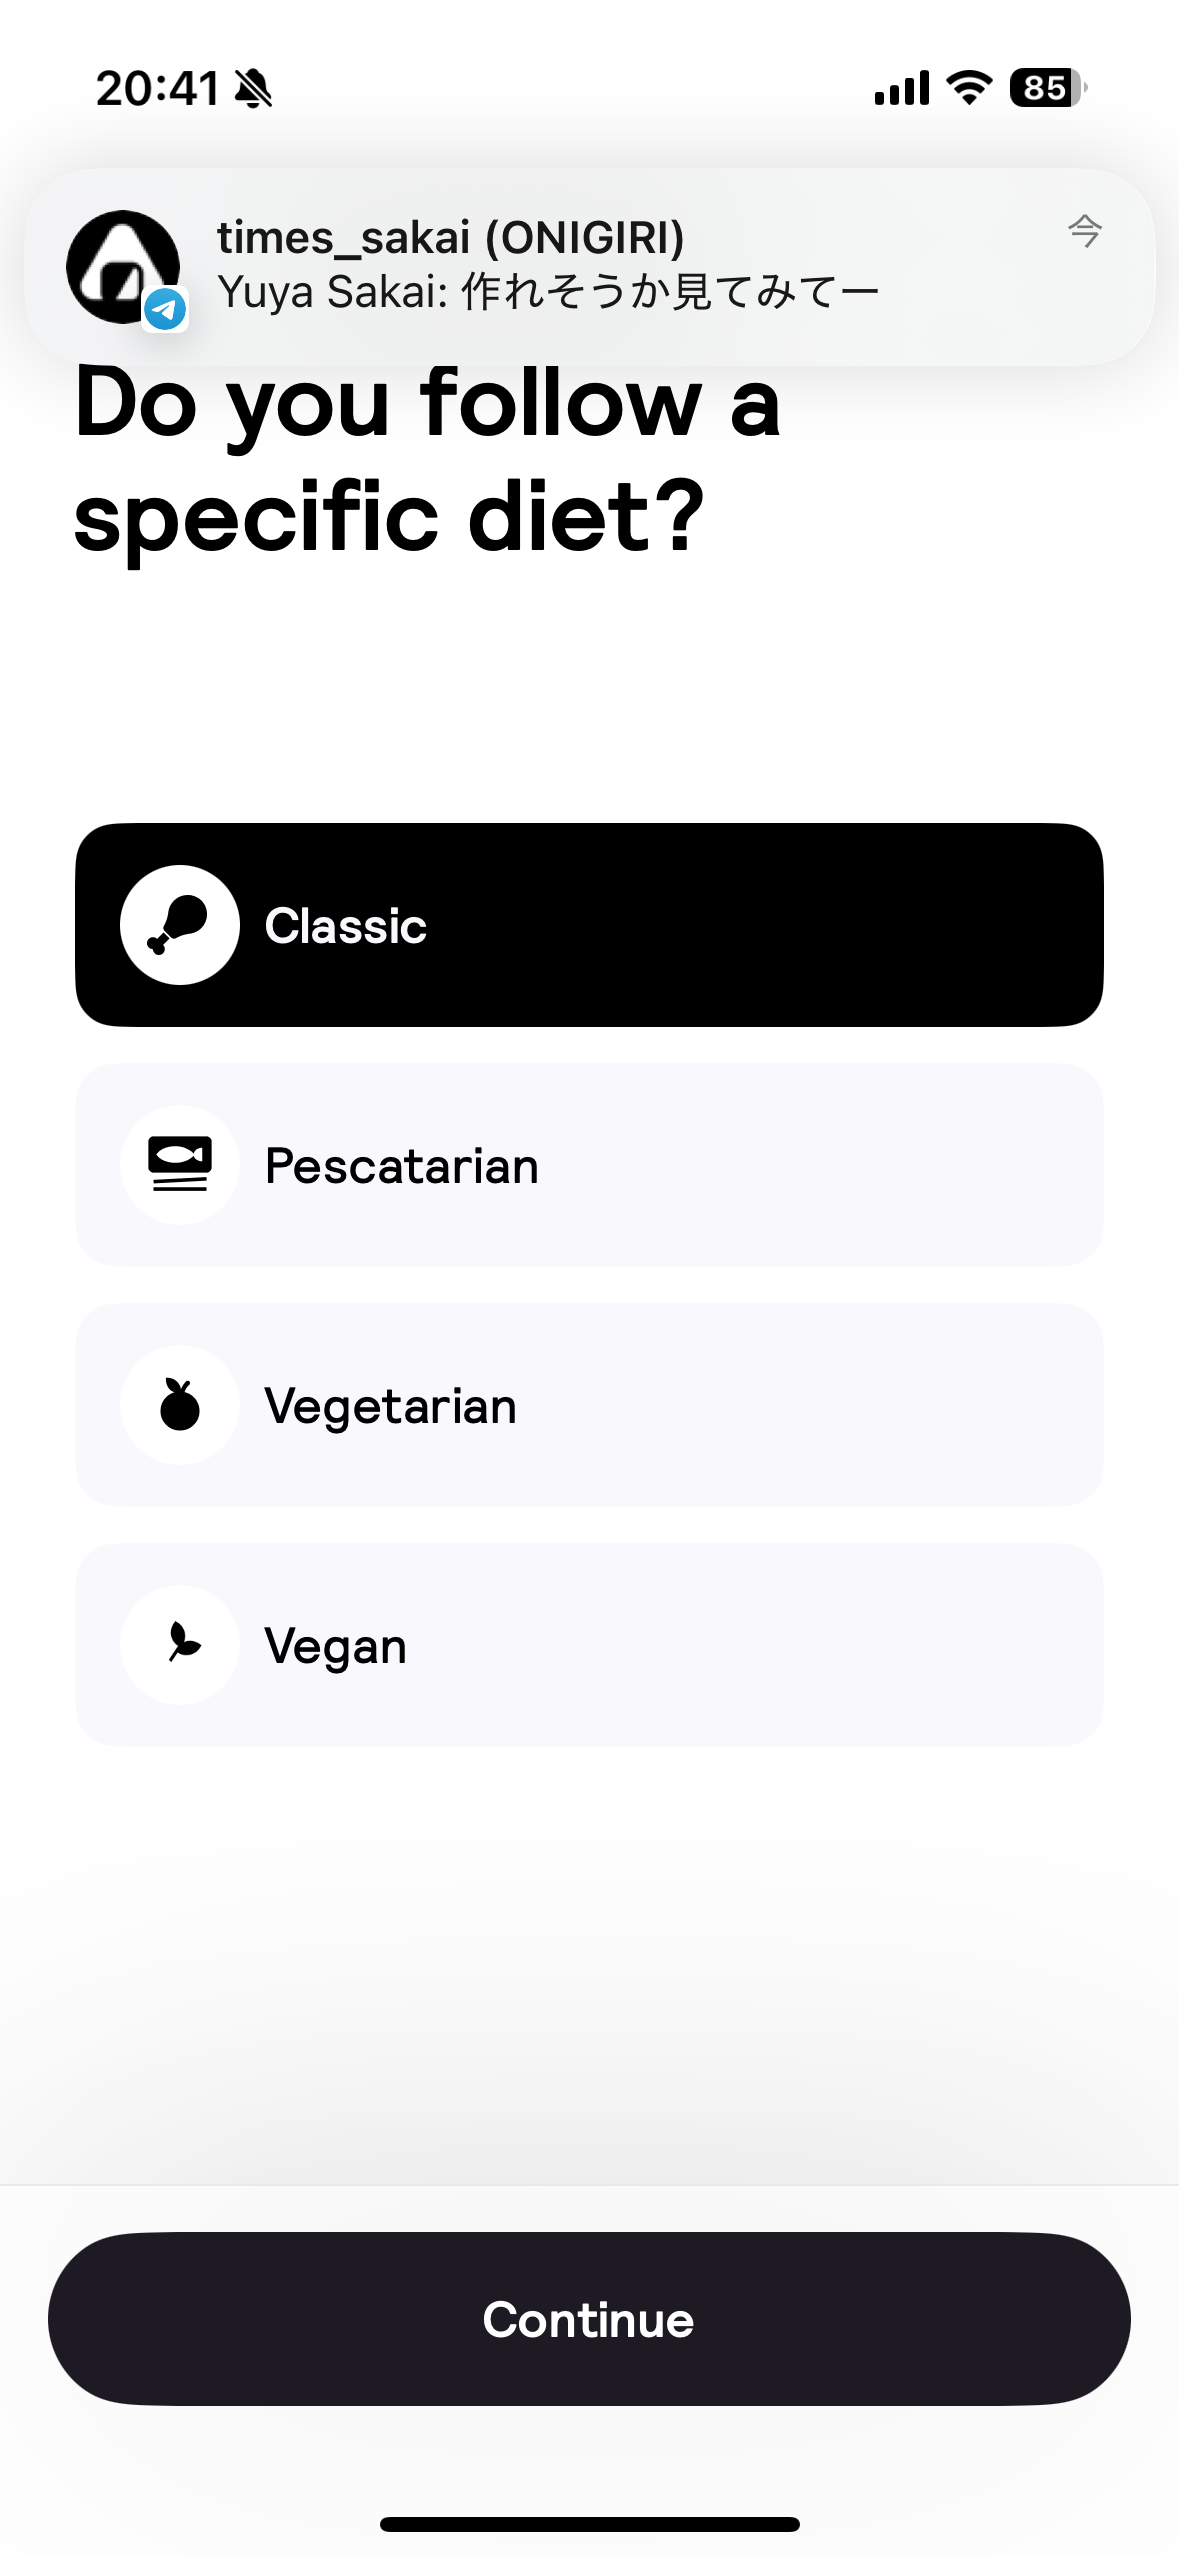 20:41
85
times_sakai (ONIGIRI)
今
Yuya Sakai: 作れそうか見てみてー
Do you follow a
specific diet?
Classic
Pescatarian
Vegetarian
Vegan
Continue